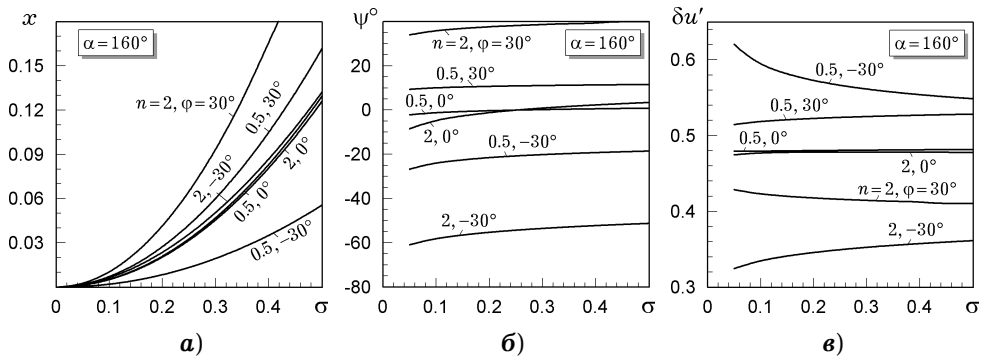 x
α = 160°
0.15
0.12
0.09
0.06
0.03
n = 2, φ = 30°
0.5, 30°
2, −30°
2, 0°
0.5, 0°
0.5, −30°
0 0.1 0.2 0.3 0.4 σ
а)
ψ°
α = 160°
20
0
-20
-40
-60
-80
n = 2, φ = 30°
0.5, 30°
0.5, 0°
2, 0°
0.5, −30°
2, −30°
0 0.1 0.2 0.3 0.4 σ
б)
δu′
α = 160°
0.6
0.5
0.4
0.3
0.5, −30°
0.5, 30°
0.5, 0°
2, 0°
n = 2, φ = 30°
2, −30°
0 0.1 0.2 0.3 0.4 σ
в)